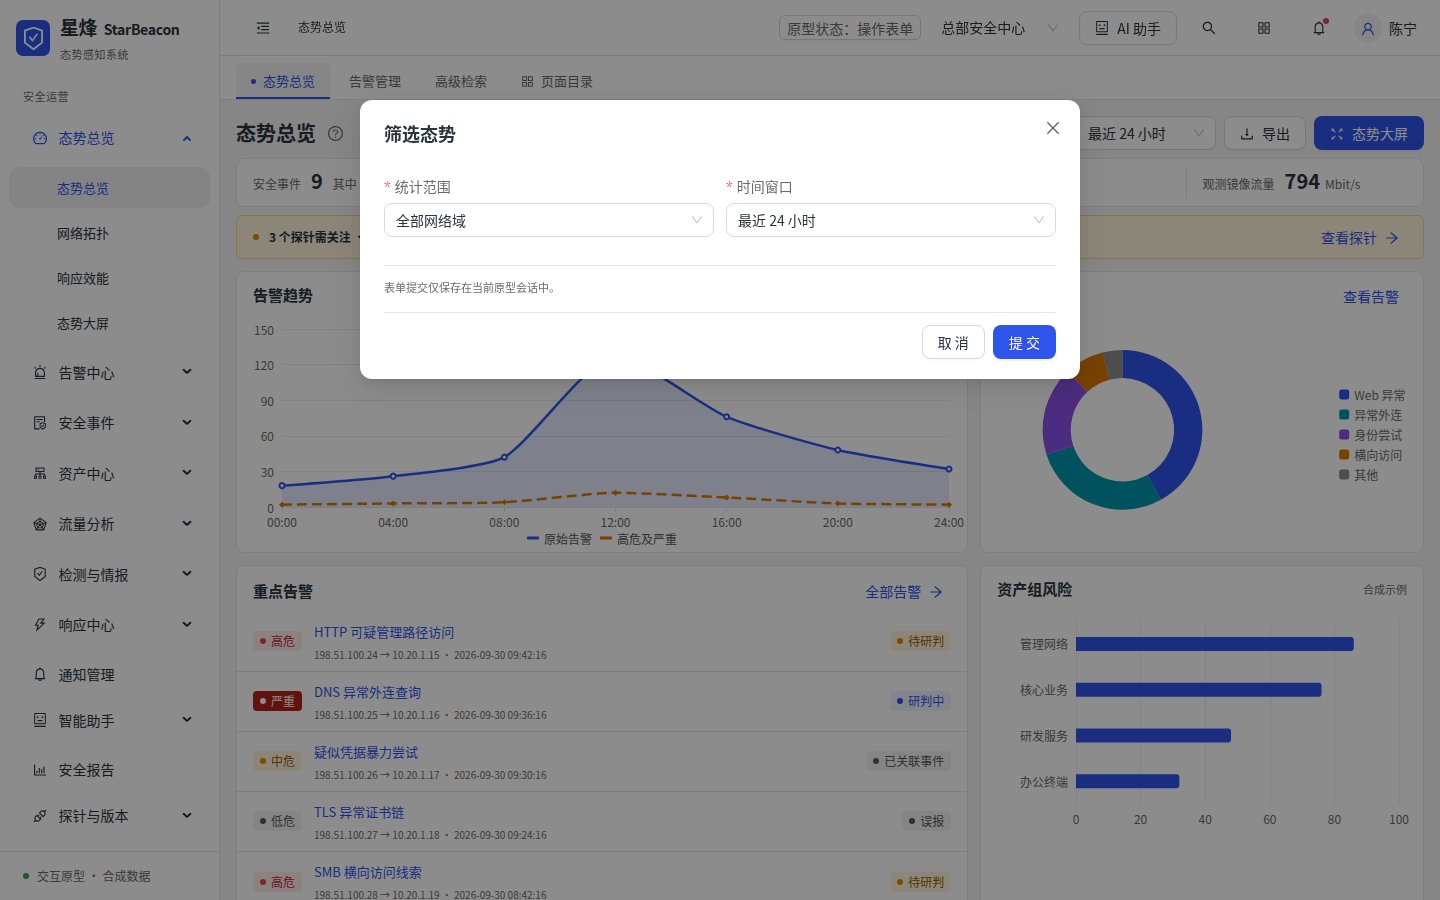 星烽 StarBeacon
态势感知系统
安全运营
态势总览
态势总览
网络拓扑
响应效能
态势大屏
告警中心
安全事件
资产中心
流量分析
检测与情报
响应中心
通知管理
智能助手
安全报告
探针与版本
交互原型 · 合成数据
态势总览
原型状态：操作表单
总部安全中心
AI 助手
陈宁
态势总览
告警管理
高级检索
页面目录
态势总览
最近 24 小时
导出
态势大屏
安全事件 9 其中
观测镜像流量 794 Mbit/s
3 个探针需关注
查看探针
筛选态势
* 统计范围
* 时间窗口
全部网络域
最近 24 小时
表单提交仅保存在当前原型会话中。
取 消
提 交
告警趋势
150
120
90
60
30
0
00:00
04:00
08:00
12:00
16:00
20:00
24:00
原始告警
高危及严重
查看告警
Web 异常
异常外连
身份尝试
横向访问
其他
重点告警
全部告警
高危
HTTP 可疑管理路径访问
198.51.100.24 → 10.20.1.15 · 2026-09-30 09:42:16
待研判
严重
DNS 异常外连查询
198.51.100.25 → 10.20.1.16 · 2026-09-30 09:36:16
研判中
中危
疑似凭据暴力尝试
198.51.100.26 → 10.20.1.17 · 2026-09-30 09:30:16
已关联事件
低危
TLS 异常证书链
198.51.100.27 → 10.20.1.18 · 2026-09-30 09:24:16
误报
高危
SMB 横向访问线索
198.51.100.28 → 10.20.1.19 · 2026-09-30 08:42:16
待研判
资产组风险
合成示例
管理网络
核心业务
研发服务
办公终端
0
20
40
60
80
100